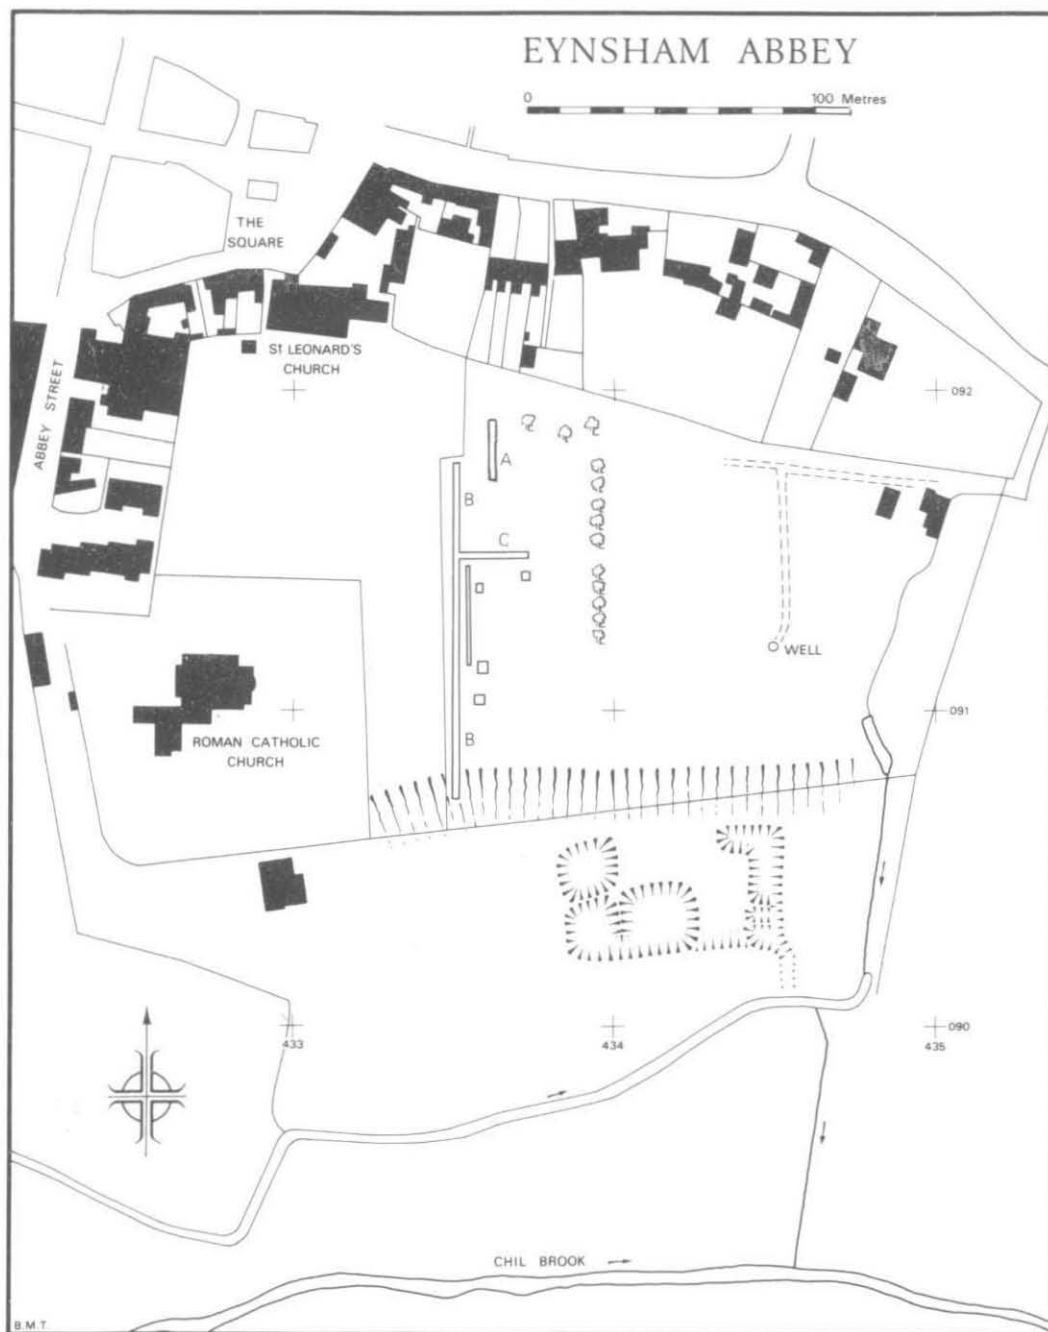 EYNSHAM ABBEY
0 100 Metres
THE
SQUARE
ST LEONARD'S
CHURCH
ABBEY STREET
092
A
B
C
WELL
091
ROMAN CATHOLIC
CHURCH
B
090
433
434
435
CHIL BROOK
B.M.T.